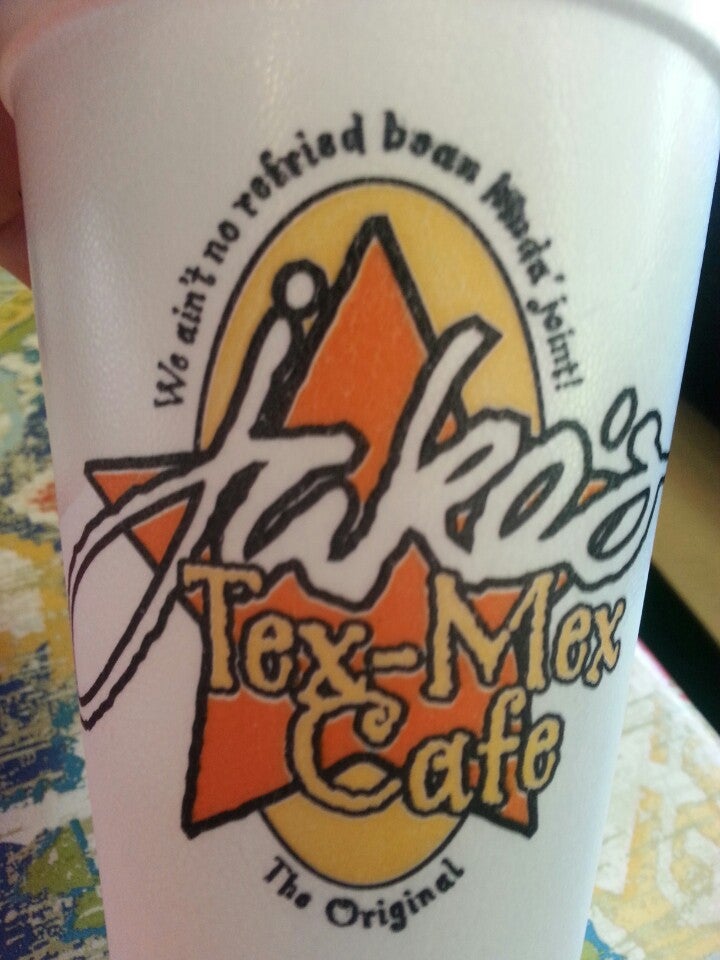 We ain't no refried bean kinda' joint!
Jake's
Tex-Mex
Cafe
The Original